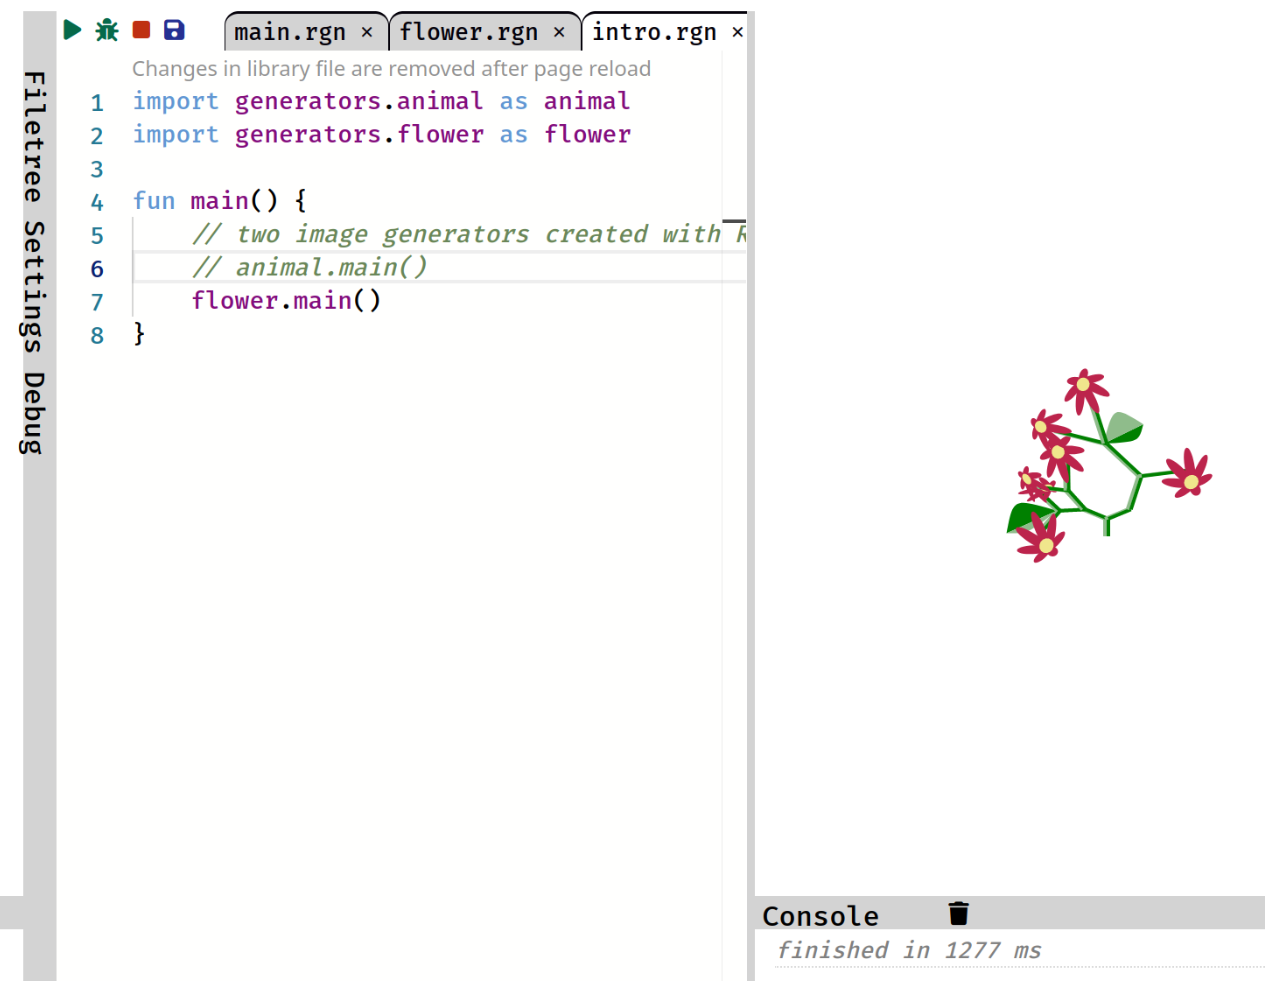 main.rgn × flower.rgn × intro.rgn ×
Changes in library file are removed after page reload
1 import generators.animal as animal
2 import generators.flower as flower
3
4 fun main() {
5 // two image generators created with R
6 // animal.main()
7 flower.main()
8 }
Filetree Settings Debug
Console
finished in 1277 ms